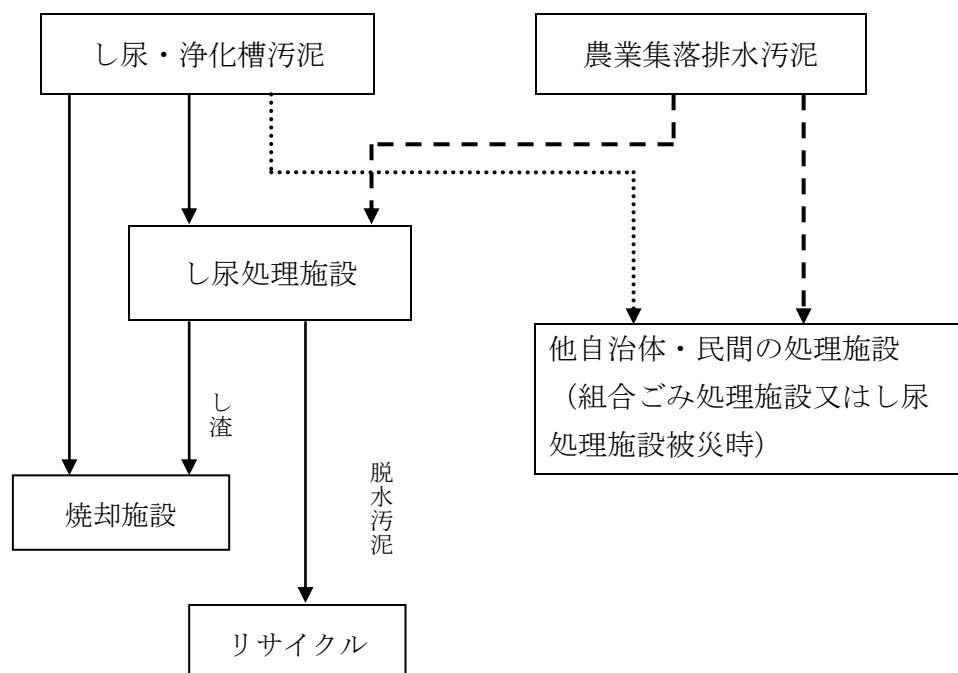 し尿・浄化槽汚泥
農業集落排水汚泥
し尿処理施設
他自治体・民間の処理施設
（組合ごみ処理施設又はし尿
処理施設被災時）
し渣
脱水汚泥
焼却施設
リサイクル